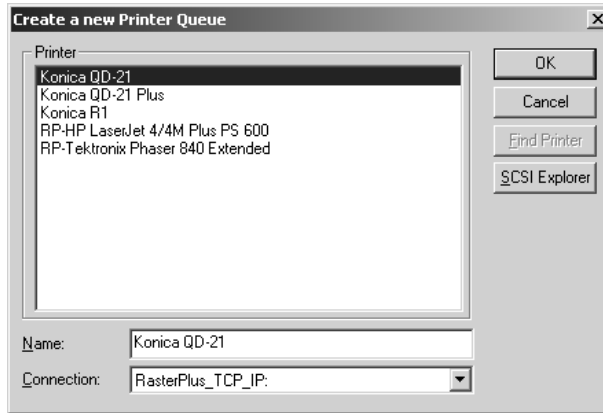 Create a new Printer Queue
Printer
Konica QD-21
Konica QD-21 Plus
Konica R1
RP-HP LaserJet 4/4M Plus PS 600
RP-Tektronix Phaser 840 Extended
OK
Cancel
Find Printer
SCSI Explorer
Name: Konica QD-21
Connection: RasterPlus_TCP_IP: